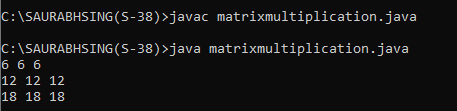 C:\SAURABHSING(S-38)>javac matrixmultiplication.java
C:\SAURABHSING(S-38)>java matrixmultiplication.java
6 6 6
12 12 12
18 18 18